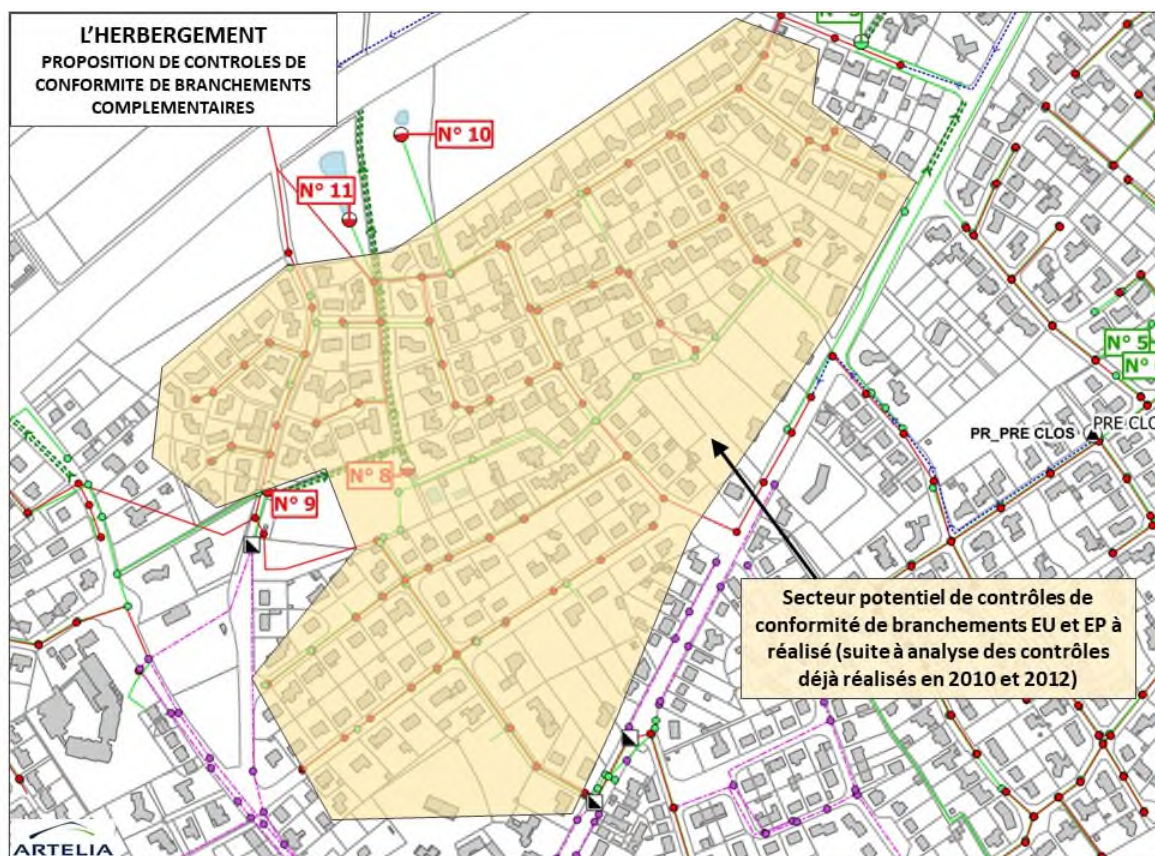 L'HERBERGEMENT
PROPOSITION DE CONTROLES DE
CONFORMITE DE BRANCHEMENTS
COMPLEMENTAIRES
N° 10
N° 11
N° 5
N°
PR_PRE CLOS
PRE CLO
N° 8
N° 9
Secteur potentiel de contrôles de
conformité de branchements EU et EP à
réalisé (suite à analyse des contrôles
déjà réalisés en 2010 et 2012)
ARTELIA